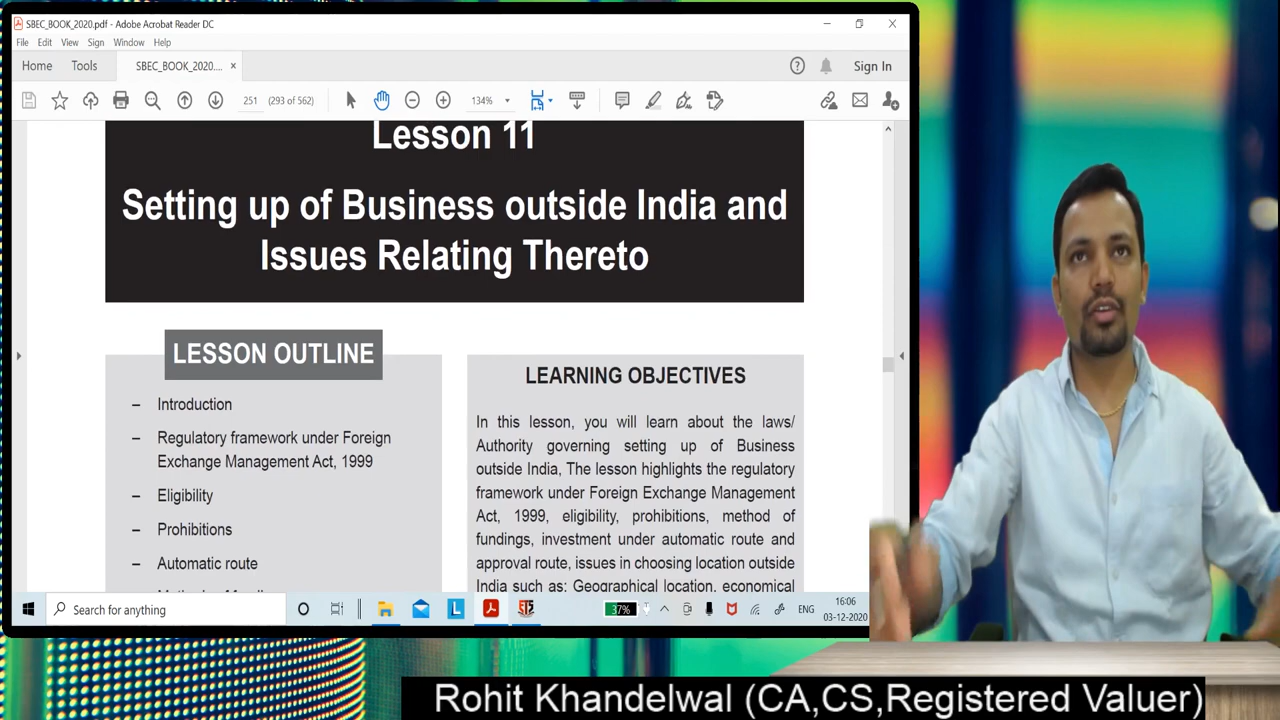 SBEC_BOOK_2020.pdf - Adobe Acrobat Reader DC
File Edit View Sign Window Help
Home Tools SBEC_BOOK_2020.... × Sign In
251 (293 of 562) 134%
Lesson 11
Setting up of Business outside India and
Issues Relating Thereto
LESSON OUTLINE
– Introduction
– Regulatory framework under Foreign
Exchange Management Act, 1999
– Eligibility
– Prohibitions
– Automatic route
LEARNING OBJECTIVES
In this lesson, you will learn about the laws/
Authority governing setting up of Business
outside India, The lesson highlights the regulatory
framework under Foreign Exchange Management
Act, 1999, eligibility, prohibitions, method of
fundings, investment under automatic route and
approval route, issues in choosing location outside
India such as: Geographical location, economical
Search for anything
37%
ENG
16:06
03-12-2020
Rohit Khandelwal (CA,CS,Registered Valuer)